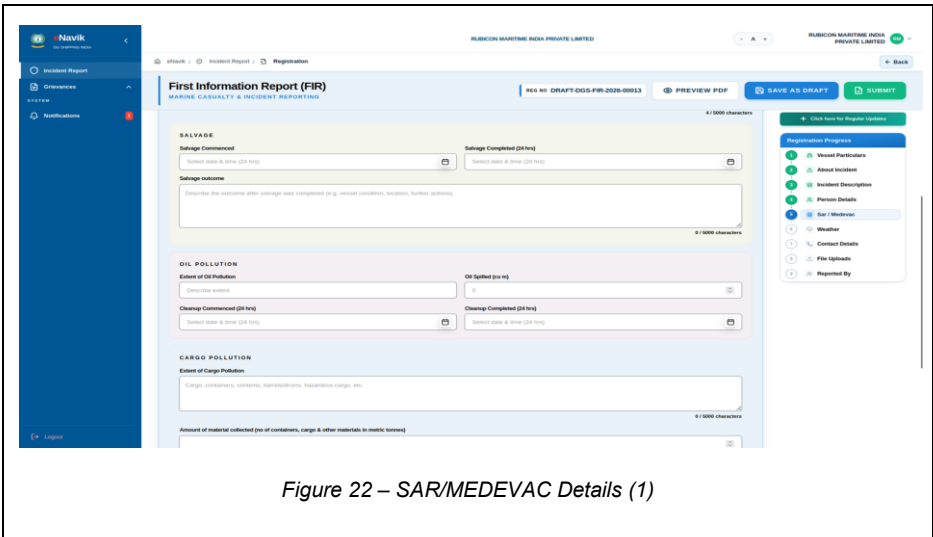 eNavik
DG SHIPPING INDIA
RUBICON MARITIME INDIA PRIVATE LIMITED
- A +
RUBICON MARITIME INDIA
PRIVATE LIMITED
eNavik / Incident Report / Registration
← Back
Incident Report
Grievances
SYSTEM
Notifications
First Information Report (FIR)
MARINE CASUALTY & INCIDENT REPORTING
REG NO DRAFT-DGS-FIR-2026-00013
PREVIEW PDF
SAVE AS DRAFT
SUBMIT
4 / 5000 characters
+ Click here for Regular Updates
SALVAGE
Salvage Commenced
Salvage Completed (24 hrs)
Select date & time (24 hrs)
Select date & time (24 hrs)
Salvage outcome
Describe the outcome after salvage was completed (e.g. vessel condition, location, further actions).
0 / 5000 characters
Registration Progress
1 Vessel Particulars
2 About Incident
3 Incident Description
4 Person Details
5 Sar / Medevac
6 Weather
7 Contact Details
8 File Uploads
9 Reported By
OIL POLLUTION
Extent of Oil Pollution
Oil Spilled (cu m)
Describe extent
0
Cleanup Commenced (24 hrs)
Cleanup Completed (24 hrs)
Select date & time (24 hrs)
Select date & time (24 hrs)
CARGO POLLUTION
Extent of Cargo Pollution
Cargo, containers, contents, barrels/drums, hazardous cargo, etc.
0 / 5000 characters
Amount of material collected (no of containers, cargo & other materials in metric tonnes)
Logout
Figure 22 – SAR/MEDEVAC Details (1)